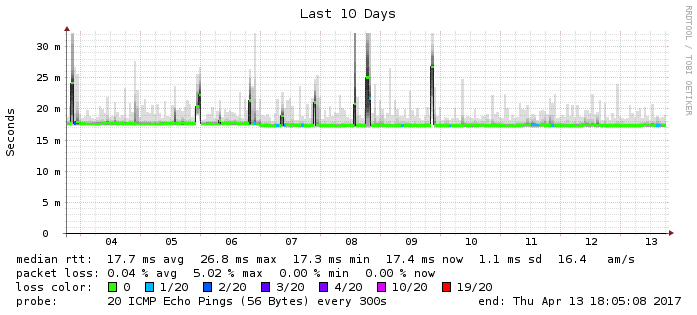 Last 10 Days
RRDTOOL / TOBI OETIKER
Seconds
30 m
25 m
20 m
15 m
10 m
5 m
0
04 05 06 07 08 09 10 11 12 13
median rtt: 17.7 ms avg 26.8 ms max 17.3 ms min 17.4 ms now 1.1 ms sd 16.4 am/s
packet loss: 0.04 % avg 5.02 % max 0.00 % min 0.00 % now
loss color: 0 1/20 2/20 3/20 4/20 10/20 19/20
probe: 20 ICMP Echo Pings (56 Bytes) every 300s end: Thu Apr 13 18:05:08 2017